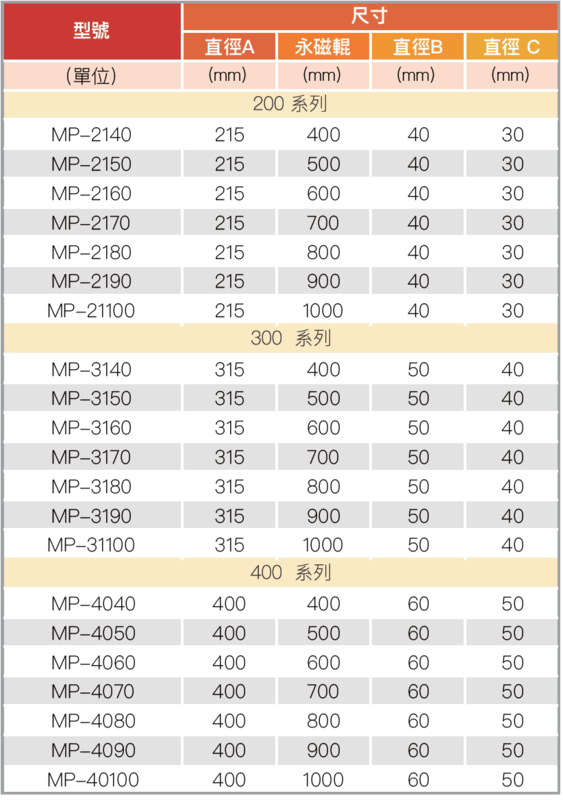 型號 尺寸
直徑A 永磁輥 直徑B 直徑 C
(單位) (mm) (mm) (mm) (mm)
200 系列
MP-2140 215 400 40 30
MP-2150 215 500 40 30
MP-2160 215 600 40 30
MP-2170 215 700 40 30
MP-2180 215 800 40 30
MP-2190 215 900 40 30
MP-21100 215 1000 40 30
300 系列
MP-3140 315 400 50 40
MP-3150 315 500 50 40
MP-3160 315 600 50 40
MP-3170 315 700 50 40
MP-3180 315 800 50 40
MP-3190 315 900 50 40
MP-31100 315 1000 50 40
400 系列
MP-4040 400 400 60 50
MP-4050 400 500 60 50
MP-4060 400 600 60 50
MP-4070 400 700 60 50
MP-4080 400 800 60 50
MP-4090 400 900 60 50
MP-40100 400 1000 60 50